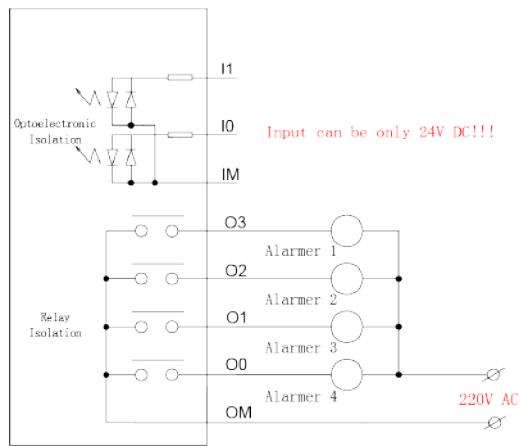 I1
Optoelectronic
Isolation
I0
Input can be only 24V DC!!!
IM
O3
Alarmer 1
O2
Alarmer 2
Relay
Isolation
O1
Alarmer 3
O0
Alarmer 4
220V AC
OM